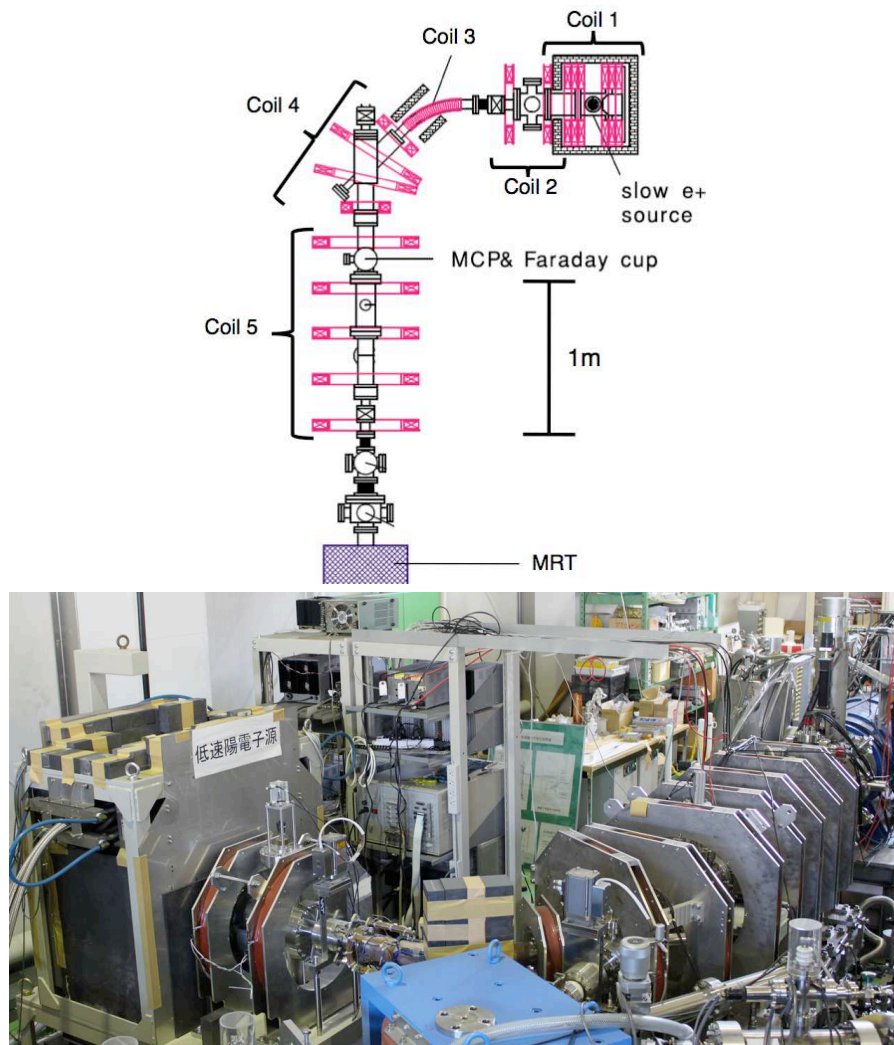 Coil 1
Coil 3
Coil 4
Coil 2
slow e+
source
MCP& Faraday cup
Coil 5
1m
MRT
低速陽電子源